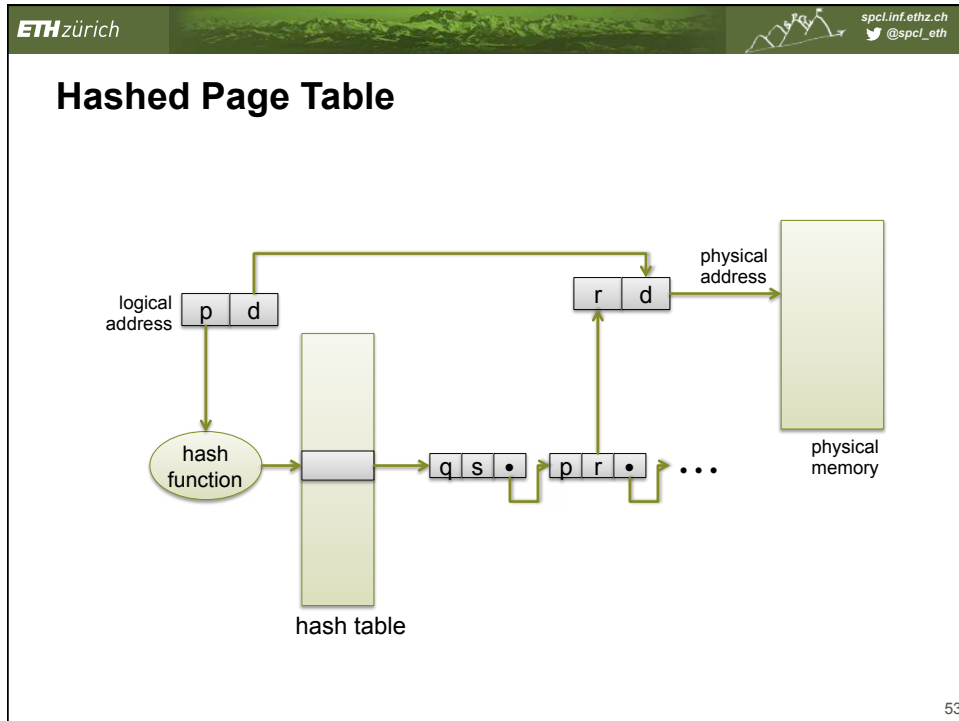 ETH zürich
spcl.inf.ethz.ch
@spcl_eth
Hashed Page Table
logical
address
p d
r d
physical
address
hash
function
q s •
p r •
...
physical
memory
hash table
53